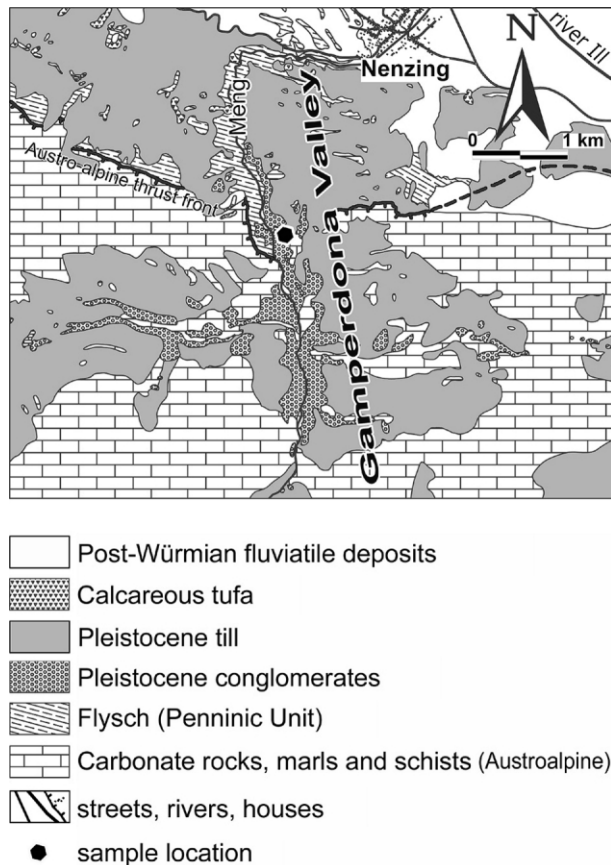 river Ill
N
Nenzing
Meng
0 1 km
Austro-alpine thrust front
Gamperdona Valley
Post-Würmian fluviatile deposits
Calcareous tufa
Pleistocene till
Pleistocene conglomerates
Flysch (Penninic Unit)
Carbonate rocks, marls and schists (Austroalpine)
streets, rivers, houses
sample location